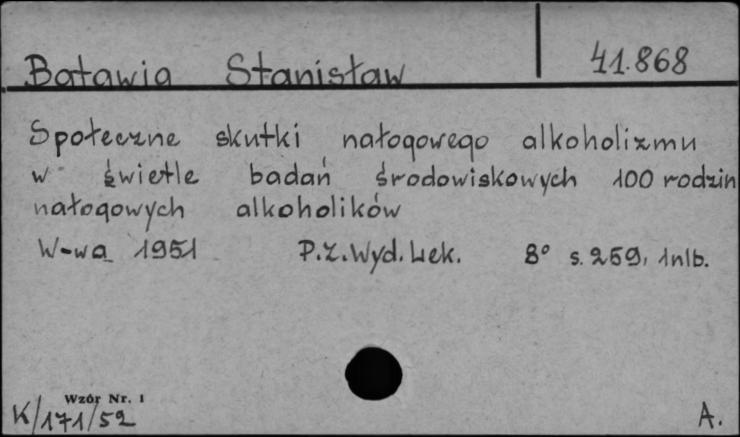 Batawia Stanisław 41.868
Społeczne skutki nałogowego alkoholizmu
w świetle badań środowiskowych 100 rodzin
nałogowych alkoholików
W-wa 1951 P.Z.Wyd.Lek. 8° s. 259, 1nlb.
Wzór Nr. 1
K/171/52 A.